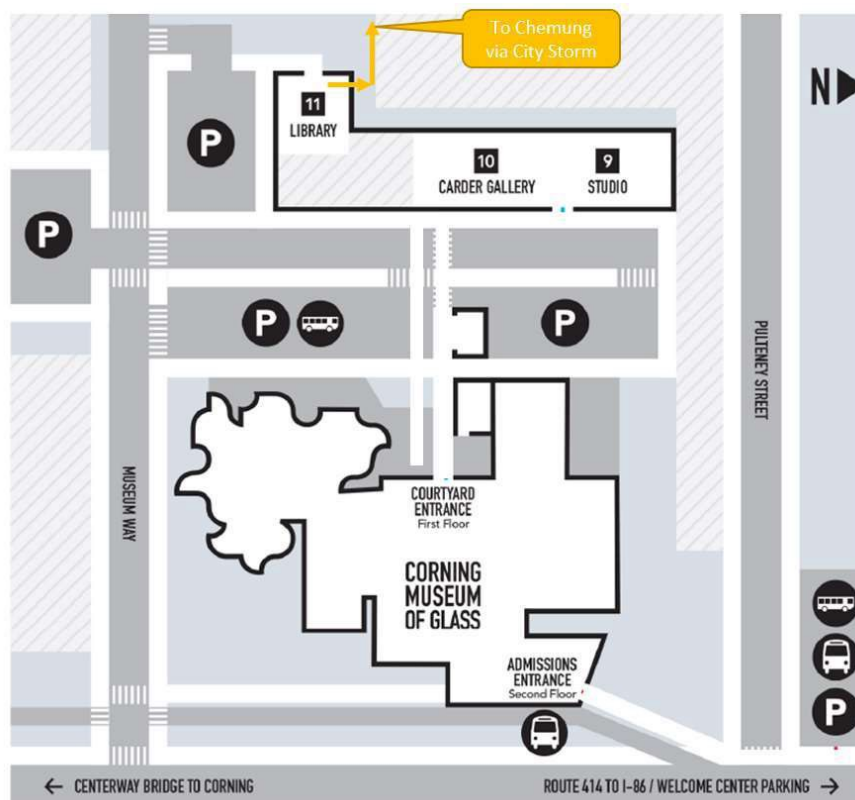 To Chemung
via City Storm
N
11
LIBRARY
10
CARDER GALLERY
9
STUDIO
P
P
P
P
PULTENEY STREET
MUSEUM WAY
COURTYARD
ENTRANCE
First Floor
CORNING
MUSEUM
OF GLASS
ADMISSIONS
ENTRANCE
Second Floor
P
← CENTERWAY BRIDGE TO CORNING
ROUTE 414 TO I-86 / WELCOME CENTER PARKING →